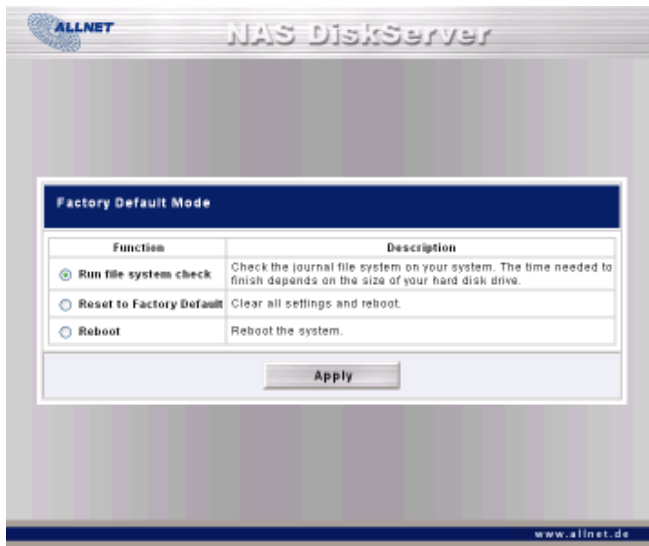 ALLNET
NAS DiskServer
Factory Default Mode
Function Description
Run file system check Check the journal file system on your system. The time needed to
finish depends on the size of your hard disk drive.
Reset to Factory Default Clear all settings and reboot.
Reboot Reboot the system.
Apply
www.allnet.de